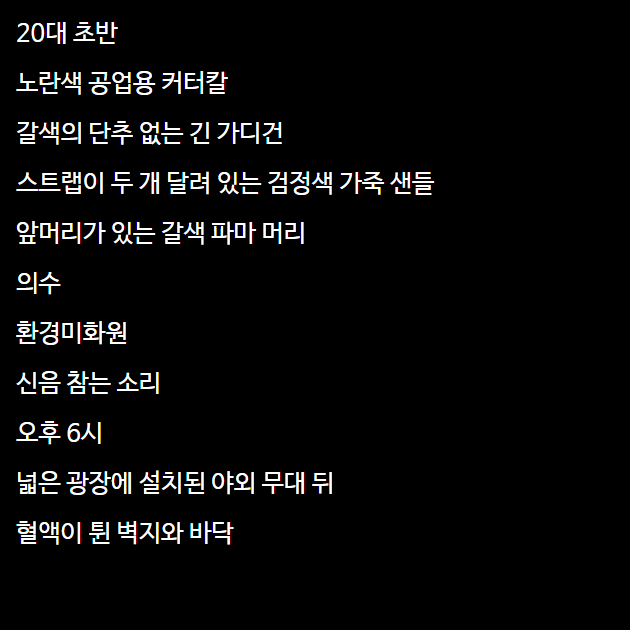 20대 초반
노란색 공업용 커터칼
갈색의 단추 없는 긴 가디건
스트랩이 두 개 달려 있는 검정색 가죽 샌들
앞머리가 있는 갈색 파마 머리
의수
환경미화원
신음 참는 소리
오후 6시
넓은 광장에 설치된 야외 무대 뒤
혈액이 튄 벽지와 바닥